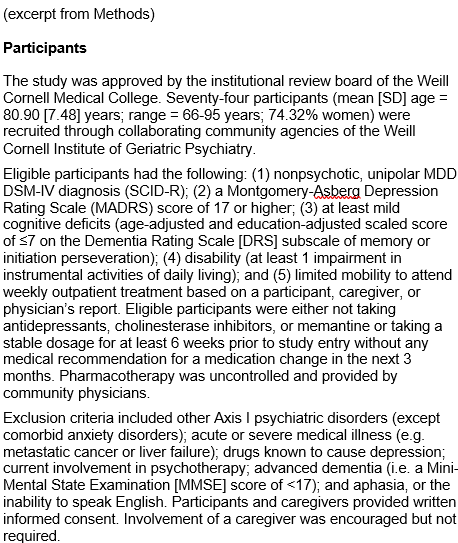 (excerpt from Methods)
Participants
The study was approved by the institutional review board of the Weill
Cornell Medical College. Seventy-four participants (mean [SD] age =
80.90 [7.48] years; range = 66-95 years; 74.32% women) were
recruited through collaborating community agencies of the Weill
Cornell Institute of Geriatric Psychiatry.
Eligible participants had the following: (1) nonpsychotic, unipolar MDD
DSM-IV diagnosis (SCID-R); (2) a Montgomery-Asberg Depression
Rating Scale (MADRS) score of 17 or higher; (3) at least mild
cognitive deficits (age-adjusted and education-adjusted scaled score
of ≤7 on the Dementia Rating Scale [DRS] subscale of memory or
initiation perseveration); (4) disability (at least 1 impairment in
instrumental activities of daily living); and (5) limited mobility to attend
weekly outpatient treatment based on a participant, caregiver, or
physician's report. Eligible participants were either not taking
antidepressants, cholinesterase inhibitors, or memantine or taking a
stable dosage for at least 6 weeks prior to study entry without any
medical recommendation for a medication change in the next 3
months. Pharmacotherapy was uncontrolled and provided by
community physicians.
Exclusion criteria included other Axis I psychiatric disorders (except
comorbid anxiety disorders); acute or severe medical illness (e.g.
metastatic cancer or liver failure); drugs known to cause depression;
current involvement in psychotherapy; advanced dementia (i.e. a Mini-
Mental State Examination [MMSE] score of <17); and aphasia, or the
inability to speak English. Participants and caregivers provided written
informed consent. Involvement of a caregiver was encouraged but not
required.